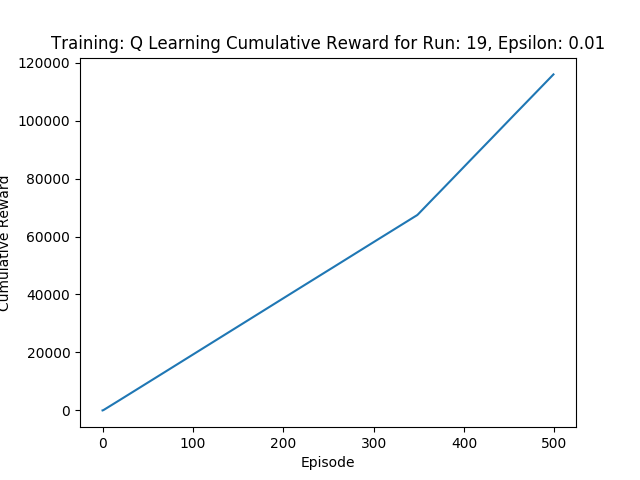 Training: Q Learning Cumulative Reward for Run: 19, Epsilon: 0.01
120000
100000
80000
60000
40000
20000
0
Cumulative Reward
0 100 200 300 400 500
Episode